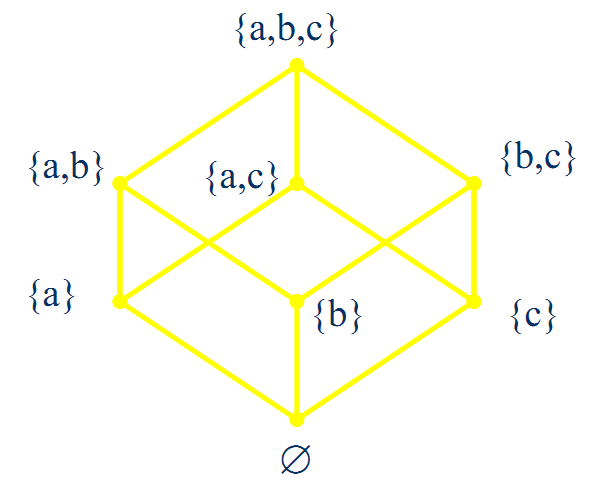 {a,b,c}
{a,b}
{a,c}
{b,c}
{a}
{b}
{c}
∅